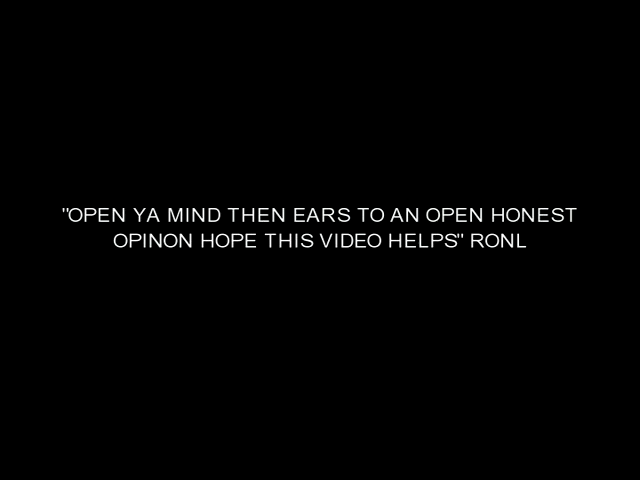 "OPEN YA MIND THEN EARS TO AN OPEN HONEST
OPINON HOPE THIS VIDEO HELPS" RONL